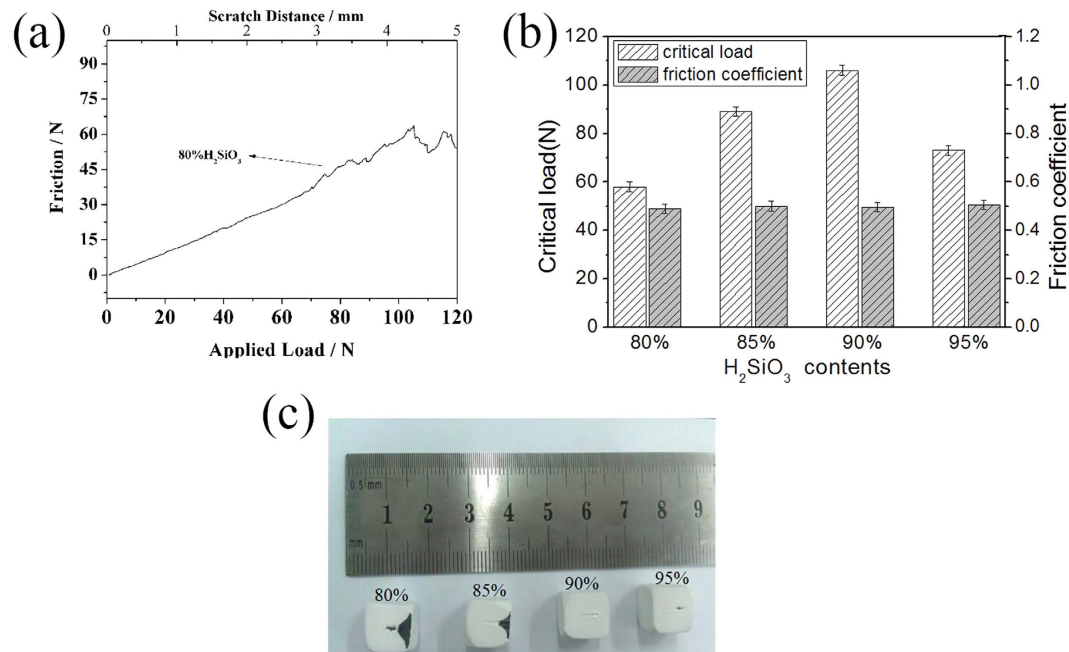 (a)
Scratch Distance / mm
0 1 2 3 4 5
Friction / N
90
75
60
45
30
15
0
80%H₂SiO₃
0 20 40 60 80 100 120
Applied Load / N
(b)
critical load
friction coefficient
Critical load(N)
120
100
80
60
40
20
0
1.2
1.0
0.8
0.6
0.4
0.2
0.0
Friction coefficient
80% 85% 90% 95%
H₂SiO₃ contents
(c)
0.5 mm
1 2 3 4 5 6 7 8 9
mm
80% 85% 90% 95%